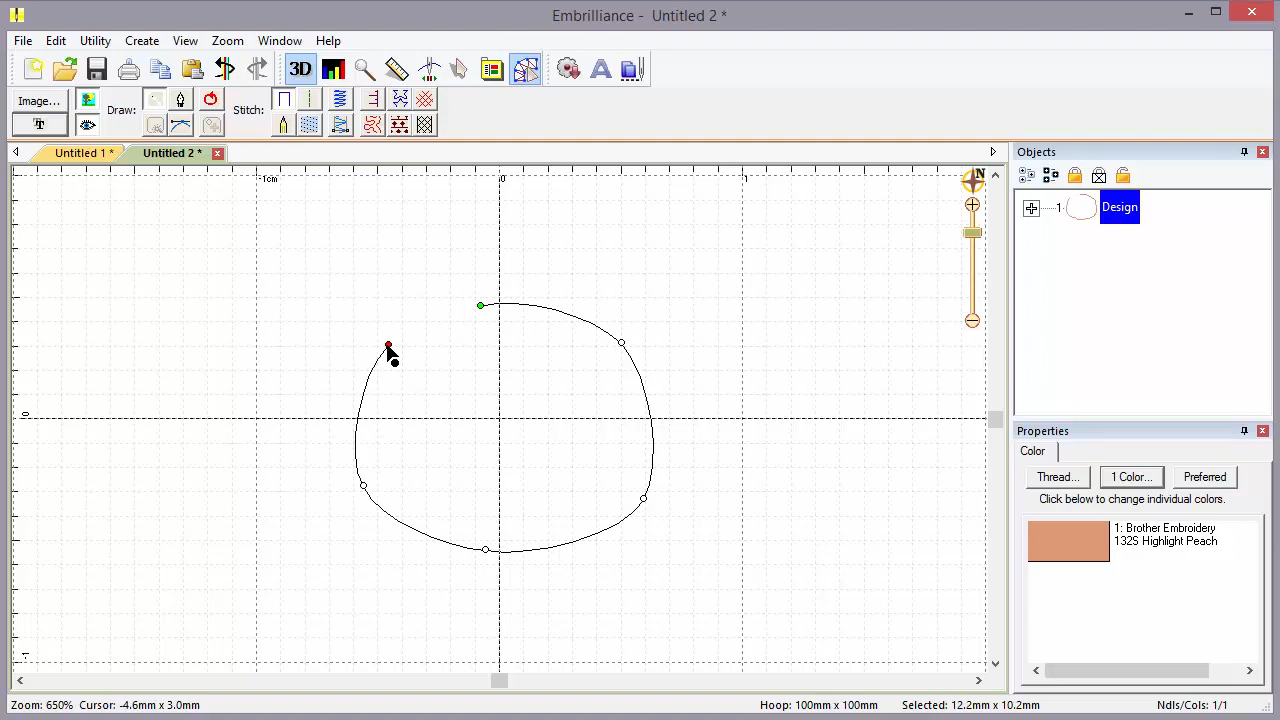 Embrilliance - Untitled 2 *
File Edit Utility Create View Zoom Window Help
3D A
Image... Draw: Stitch:
T
Untitled 1 * Untitled 2 *
Objects
-1cm 0 1
N
1 Design
0
-1
Properties
Color
Thread... 1 Color... Preferred
Click below to change individual colors.
1: Brother Embroidery
132S Highlight Peach
Zoom: 650% Cursor: -4.6mm x 3.0mm Hoop: 100mm x 100mm Selected: 12.2mm x 10.2mm Ndls/Cols: 1/1